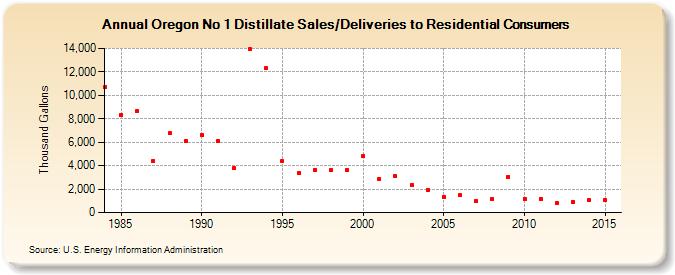 Annual Oregon No 1 Distillate Sales/Deliveries to Residential Consumers
Thousand Gallons
14,000
12,000
10,000
8,000
6,000
4,000
2,000
0
1985 1990 1995 2000 2005 2010 2015
Source: U.S. Energy Information Administration